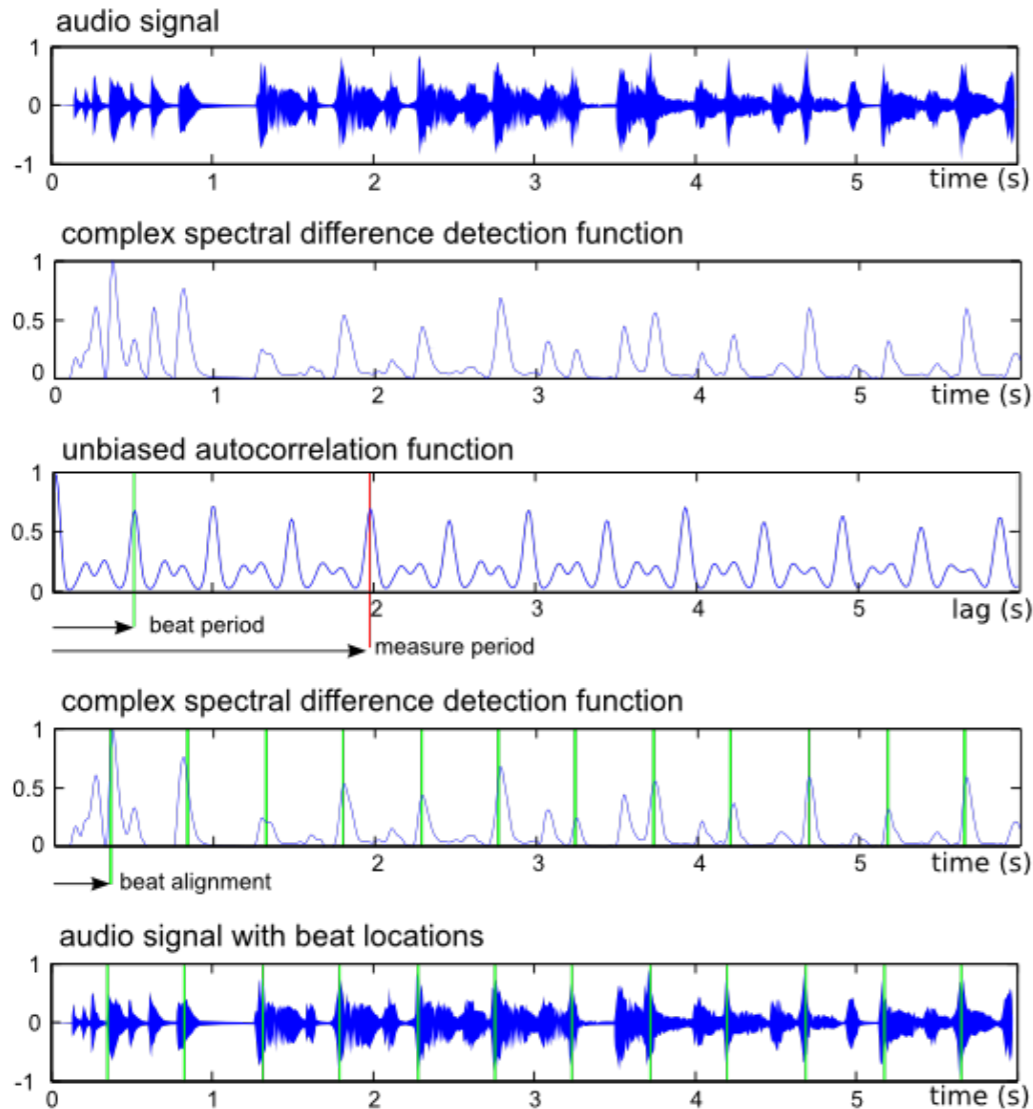 audio signal
1
0
-1
0 1 2 3 4 5 time (s)
complex spectral difference detection function
1
0.5
0
0 1 2 3 4 5 time (s)
unbiased autocorrelation function
1
0.5
0
2 3 4 5 lag (s)
beat period
measure period
complex spectral difference detection function
1
0.5
0
2 3 4 5 time (s)
beat alignment
audio signal with beat locations
1
0
-1
0 1 2 3 4 5 time (s)